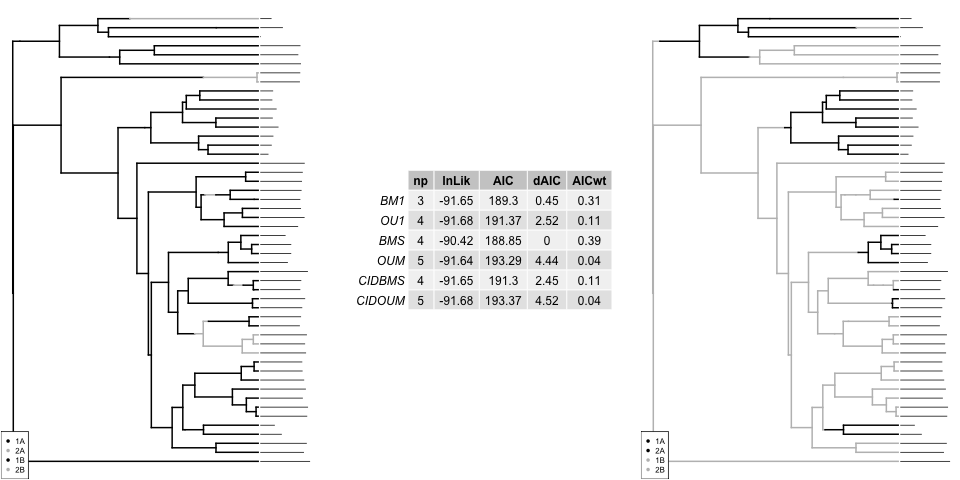 np lnLik AIC dAIC AICwt
BM1 3 -91.65 189.3 0.45 0.31
OU1 4 -91.68 191.37 2.52 0.11
BMS 4 -90.42 188.85 0 0.39
OUM 5 -91.64 193.29 4.44 0.04
CIDBMS 4 -91.65 191.3 2.45 0.11
CIDOUM 5 -91.68 193.37 4.52 0.04
1A
2A
1B
2B
1A
2A
1B
2B